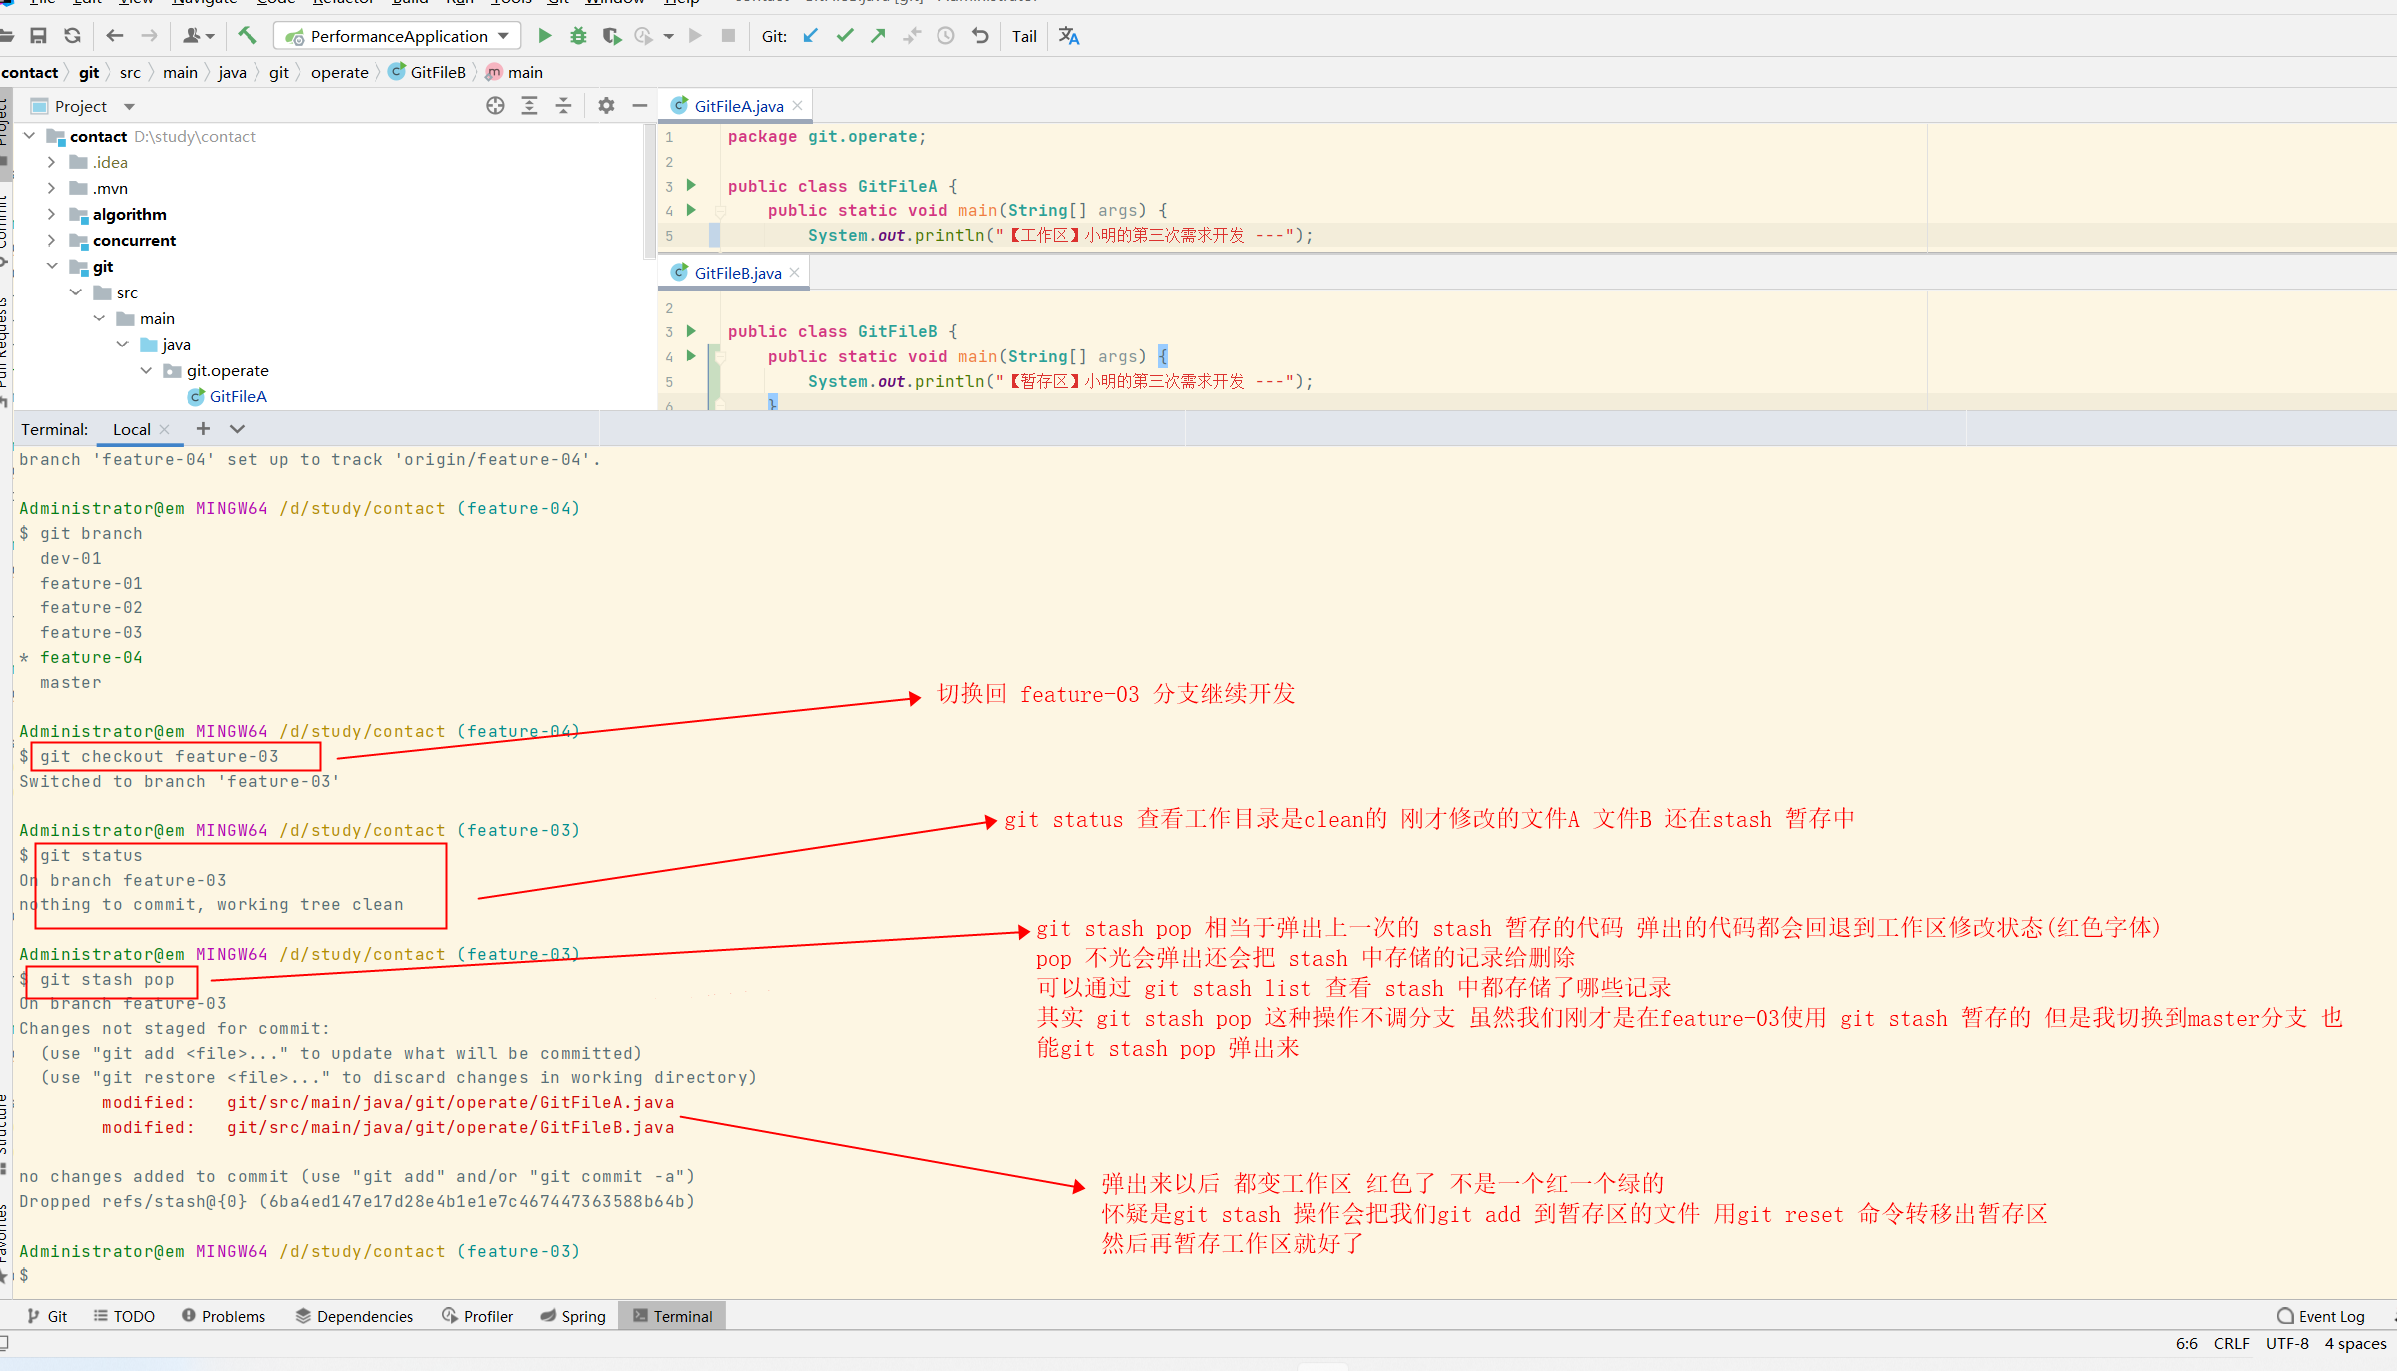 File Edit View Navigate Code Refactor Build Run Tools Git Window Help
PerformanceApplication Git: Tail
contact git src main java git operate GitFileB main
Project
contact D:\study\contact
.idea
.mvn
algorithm
concurrent
git
src
main
java
git.operate
GitFileA
GitFileA.java
1 package git.operate;
2
3 public class GitFileA {
4 public static void main(String[] args) {
5 System.out.println("【工作区】小明的第三次需求开发 ---");
GitFileB.java
2
3 public class GitFileB {
4 public static void main(String[] args) {
5 System.out.println("【暂存区】小明的第三次需求开发 ---");
6 }
Project
Commit
Pull Requests
Structure
Favorites
Terminal: Local
branch 'feature-04' set up to track 'origin/feature-04'.
Administrator@em MINGW64 /d/study/contact (feature-04)
$ git branch
dev-01
feature-01
feature-02
feature-03
* feature-04
master
切换回 feature-03 分支继续开发
Administrator@em MINGW64 /d/study/contact (feature-04)
$ git checkout feature-03
Switched to branch 'feature-03'
git status 查看工作目录是clean的 刚才修改的文件A 文件B 还在stash 暂存中
Administrator@em MINGW64 /d/study/contact (feature-03)
$ git status
On branch feature-03
nothing to commit, working tree clean
git stash pop 相当于弹出上一次的 stash 暂存的代码 弹出的代码都会回退到工作区修改状态(红色字体)
pop 不光会弹出还会把 stash 中存储的记录给删除
可以通过 git stash list 查看 stash 中都存储了哪些记录
其实 git stash pop 这种操作不调分支 虽然我们刚才是在feature-03使用 git stash 暂存的 但是我切换到master分支 也
能git stash pop 弹出来
Administrator@em MINGW64 /d/study/contact (feature-03)
$ git stash pop
On branch feature-03
Changes not staged for commit:
(use "git add <file>..." to update what will be committed)
(use "git restore <file>..." to discard changes in working directory)
modified: git/src/main/java/git/operate/GitFileA.java
modified: git/src/main/java/git/operate/GitFileB.java
弹出来以后 都变工作区 红色了 不是一个红一个绿的
怀疑是git stash 操作会把我们git add 到暂存区的文件 用git reset 命令转移出暂存区
然后再暂存工作区就好了
no changes added to commit (use "git add" and/or "git commit -a")
Dropped refs/stash@{0} (6ba4ed147e17d28e4b1e1e7c467447363588b64b)
Administrator@em MINGW64 /d/study/contact (feature-03)
$
Git TODO Problems Dependencies Profiler Spring Terminal Event Log
6:6 CRLF UTF-8 4 spaces